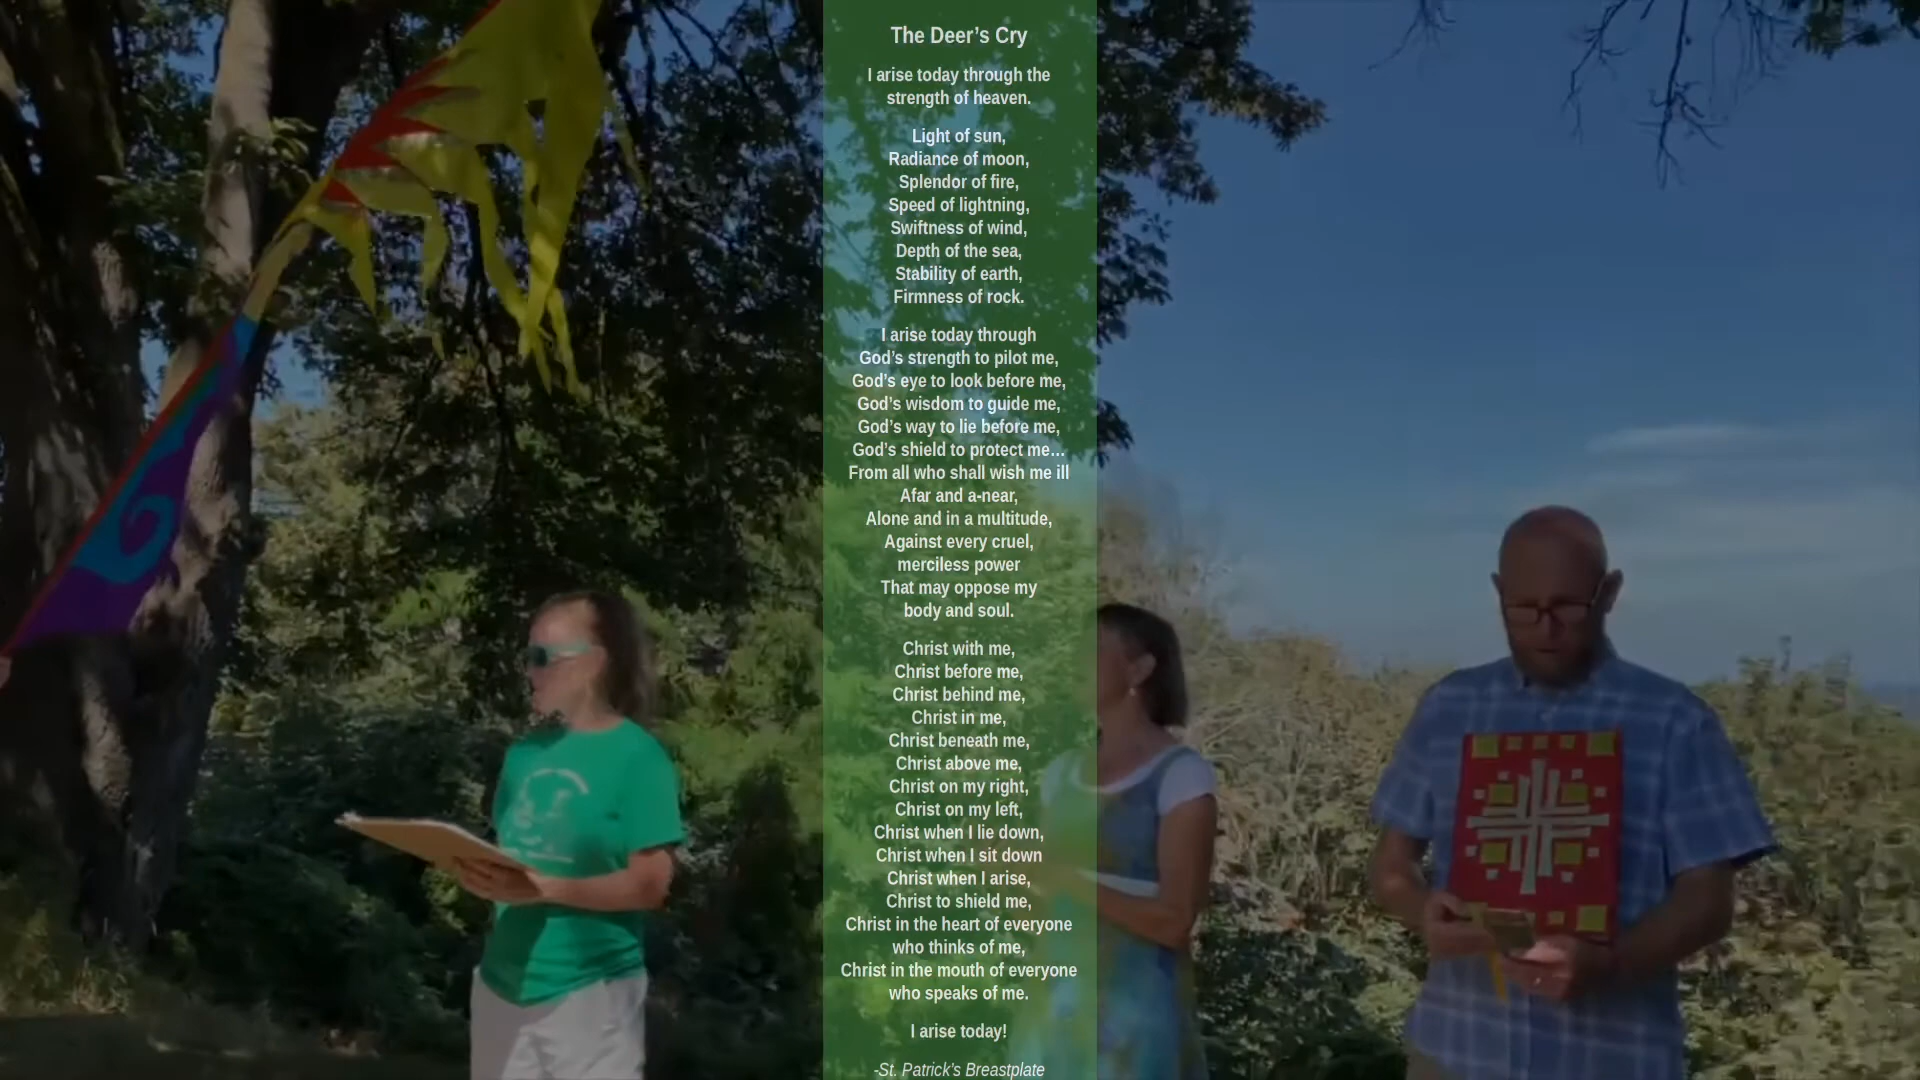 The Deer's Cry
I arise today through the
strength of heaven.
Light of sun,
Radiance of moon,
Splendor of fire,
Speed of lightning,
Swiftness of wind,
Depth of the sea,
Stability of earth,
Firmness of rock.
I arise today through
God's strength to pilot me,
God's eye to look before me,
God's wisdom to guide me,
God's way to lie before me,
God's shield to protect me…
From all who shall wish me ill
Afar and a-near,
Alone and in a multitude,
Against every cruel,
merciless power
That may oppose my
body and soul.
Christ with me,
Christ before me,
Christ behind me,
Christ in me,
Christ beneath me,
Christ above me,
Christ on my right,
Christ on my left,
Christ when I lie down,
Christ when I sit down
Christ when I arise,
Christ to shield me,
Christ in the heart of everyone
who thinks of me,
Christ in the mouth of everyone
who speaks of me.
I arise today!
-St. Patrick's Breastplate